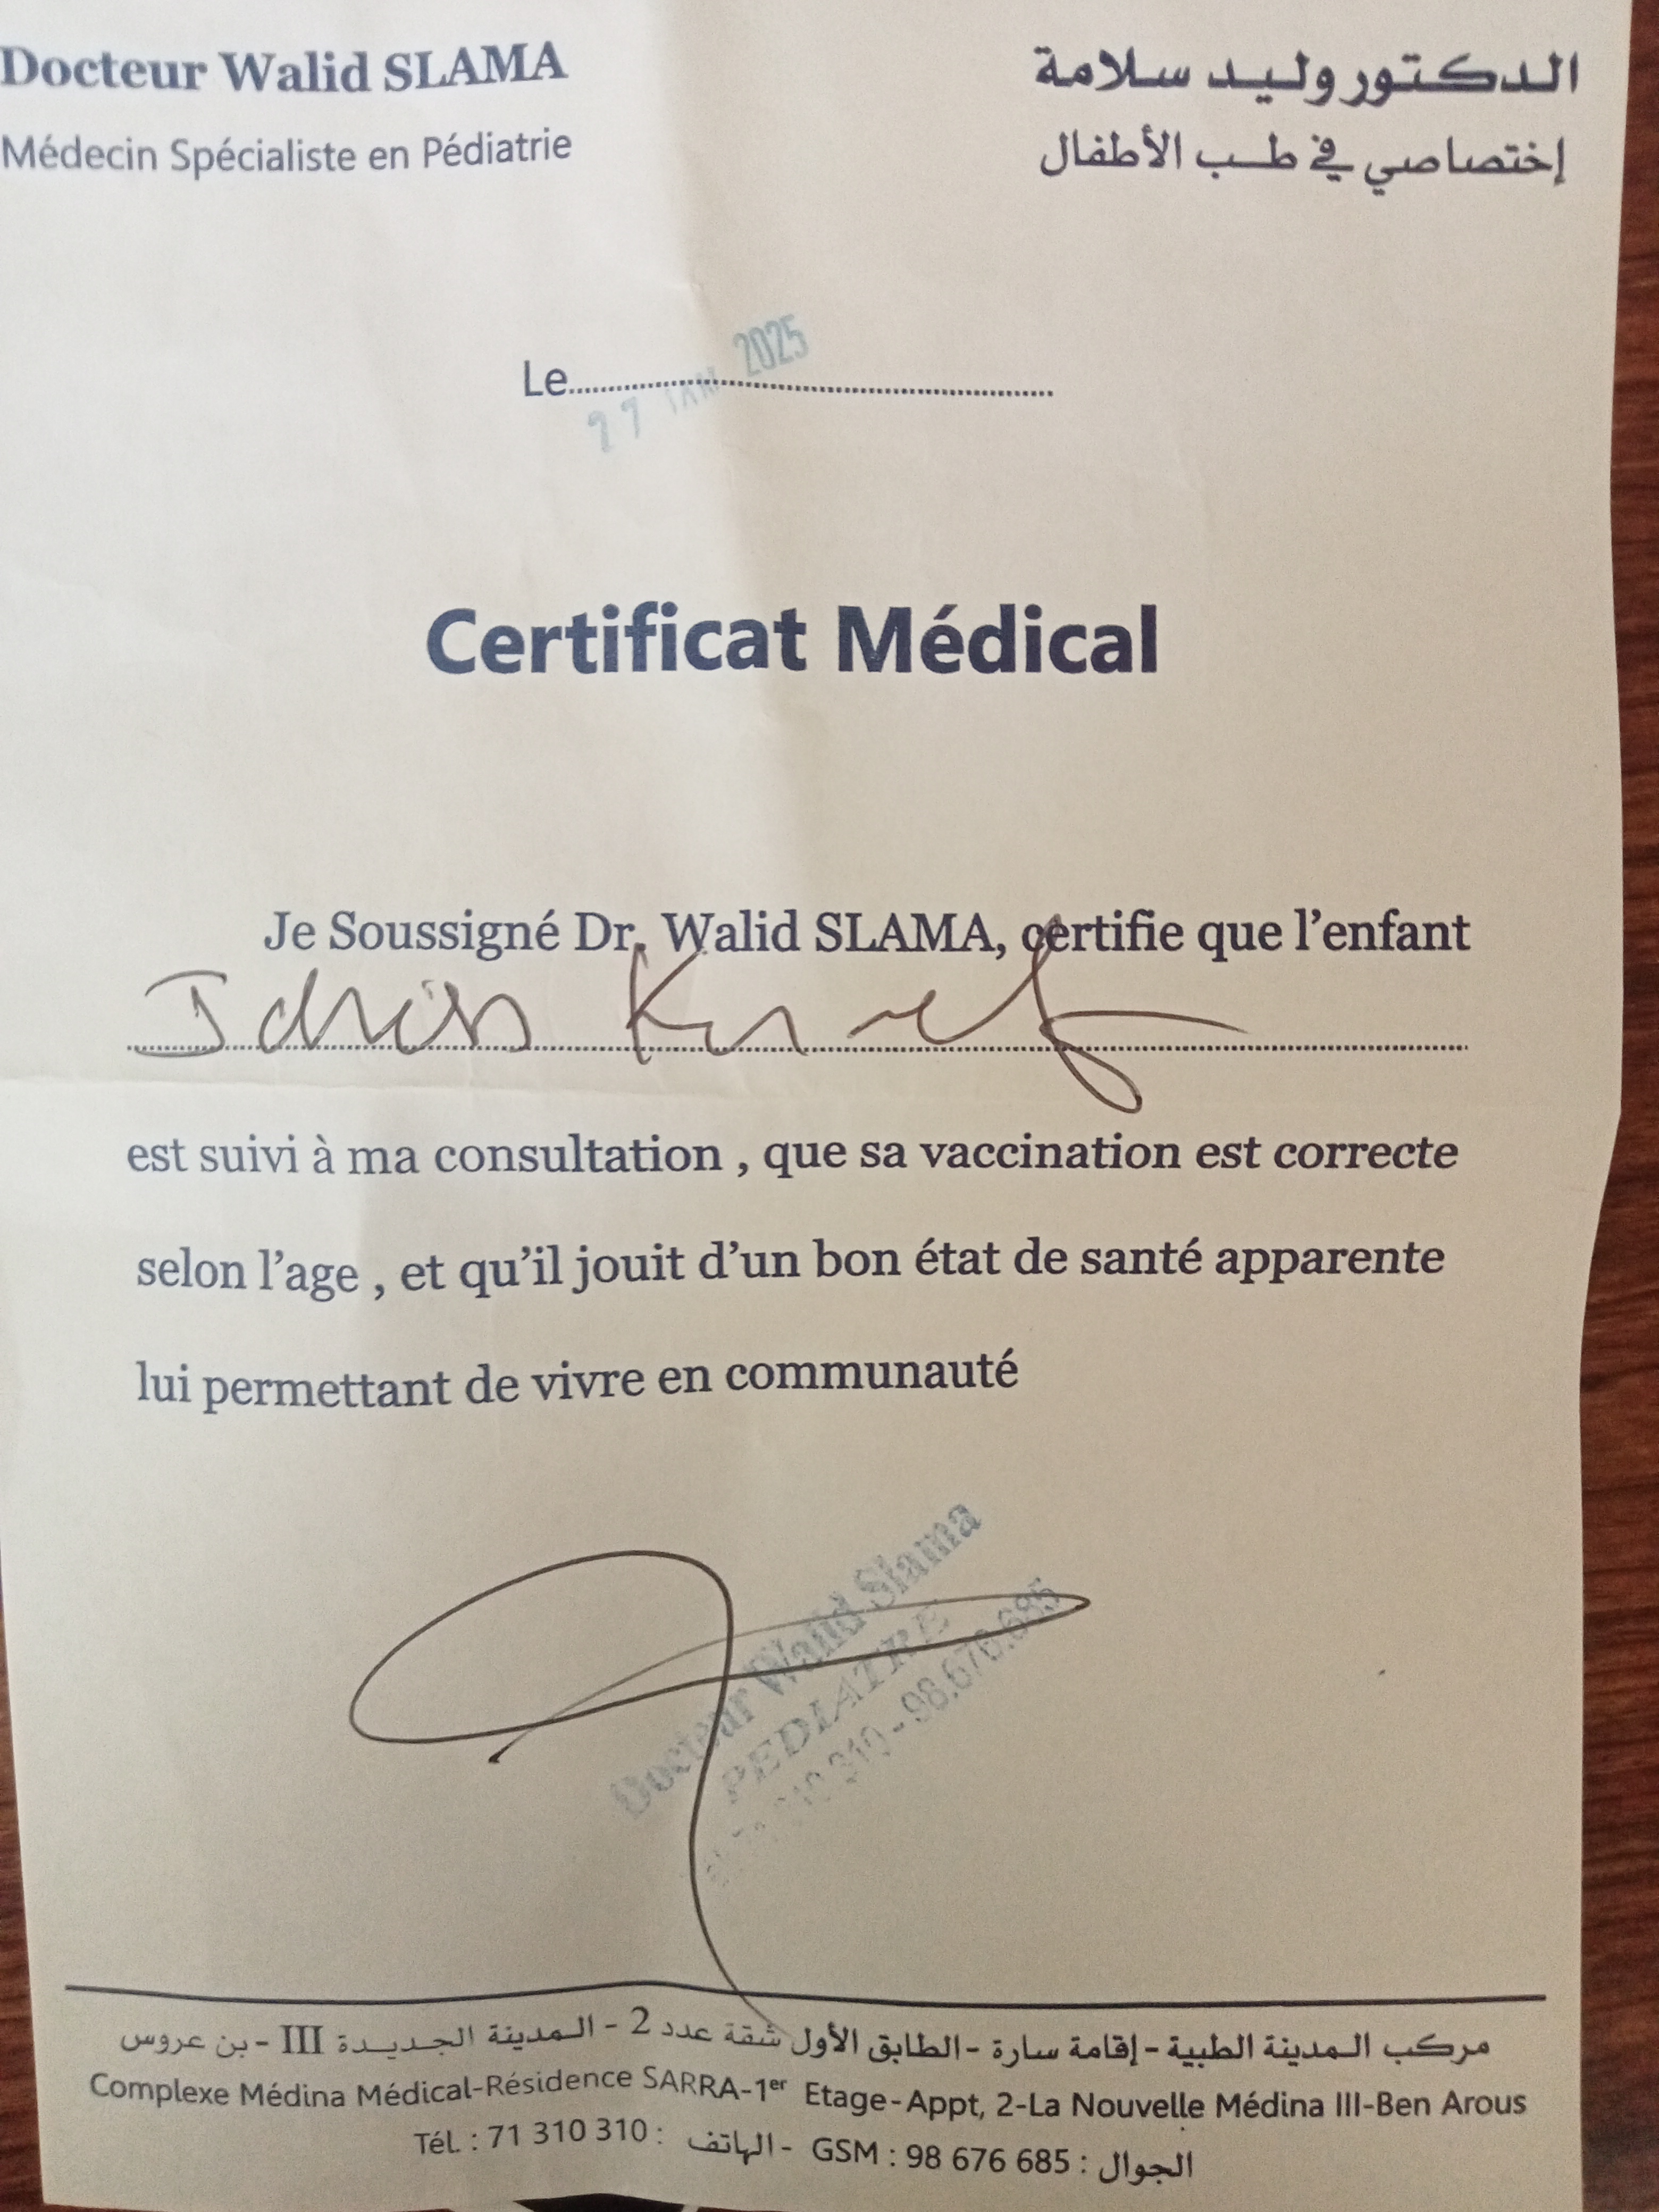 Docteur Walid SLAMA
Médecin Spécialiste en Pédiatrie
الدكتور وليد سلامة
إختصاصي في طب الأطفال
Le
2025
Certificat Médical
Je Soussigné Dr. Walid SLAMA, certifie que l'enfant
Idriss
est suivi à ma consultation , que sa vaccination est correcte
selon l'age , et qu'il jouit d'un bon état de santé apparente
lui permettant de vivre en communauté
Docteur Walid Slama
PEDIATRE
310 - 98.676.685
مركب المدينة الطبية - إقامة سارة - الطابق الأول شقة عدد 2 - المدينة الجديدة III - بن عروس
Complexe Médina Médical-Résidence SARRA-1er Etage-Appt, 2-La Nouvelle Médina III-Ben Arous
Tél. : 71 310 310 : الهاتف - GSM : 98 676 685 : الجوال